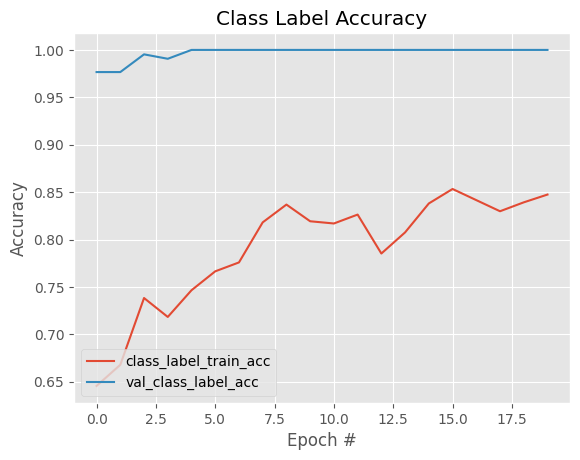 Class Label Accuracy
1.00
0.95
0.90
0.85
0.80
0.75
0.70
0.65
Accuracy
class_label_train_acc
val_class_label_acc
0.0 2.5 5.0 7.5 10.0 12.5 15.0 17.5
Epoch #